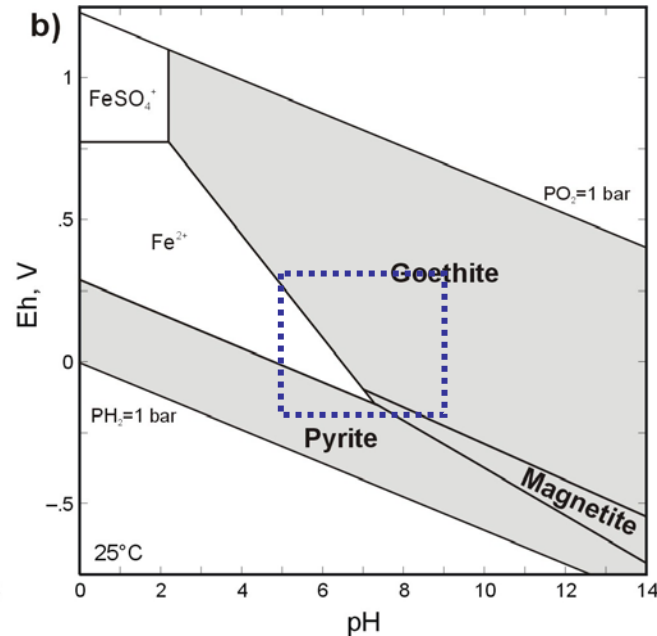 b)
1
FeSO₄⁺
PO₂=1 bar
.5
Fe²⁺
Goethite
Eh, V
0
PH₂=1 bar
Pyrite
Magnetite
–.5
25°C
0 2 4 6 8 10 12 14
pH